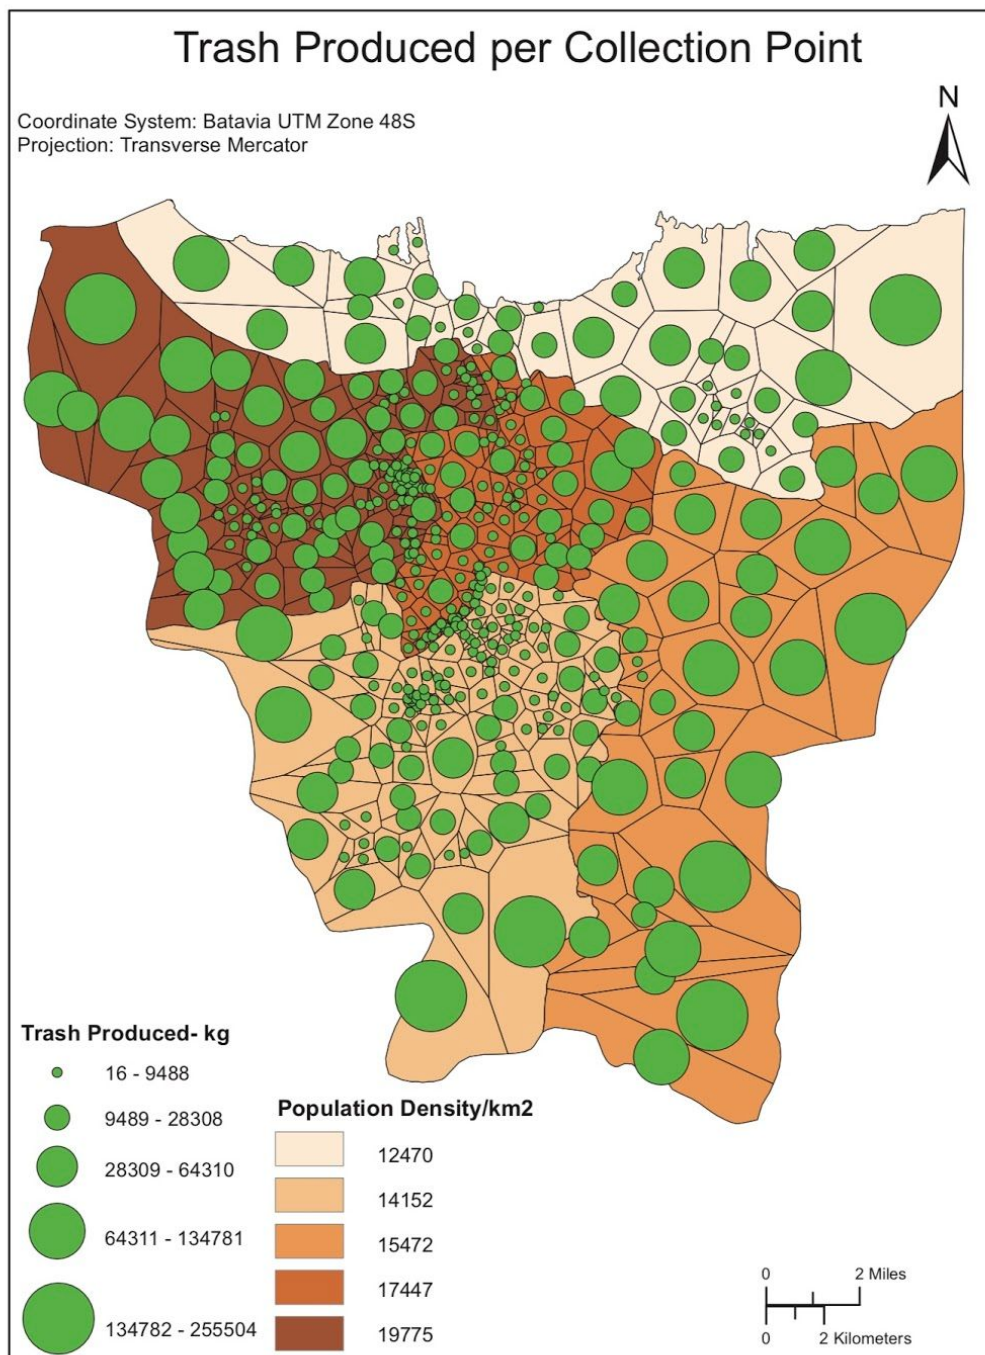 Trash Produced per Collection Point
N
Coordinate System: Batavia UTM Zone 48S
Projection: Transverse Mercator
Trash Produced- kg
16 - 9488
9489 - 28308
28309 - 64310
64311 - 134781
134782 - 255504
Population Density/km2
12470
14152
15472
17447
19775
0 2 Miles
0 2 Kilometers